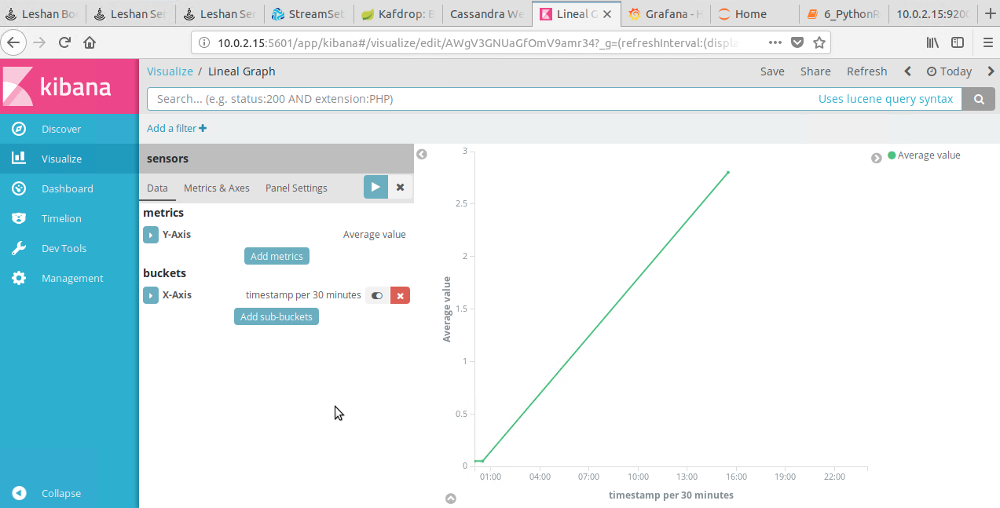 Leshan Bo
Leshan Ser
Leshan Ser
StreamSet
Kafdrop: B
Cassandra We
Lineal G
Grafana - H
Home
6_PythonR
10.0.2.15:920
10.0.2.15:5601/app/kibana#/visualize/edit/AWgV3GNUaGfOmV9amr34?_g=(refreshInterval:(displa
kibana
Discover
Visualize
Dashboard
Timelion
Dev Tools
Management
Collapse
Visualize / Lineal Graph
Save Share Refresh Today
Search... (e.g. status:200 AND extension:PHP)
Uses lucene query syntax
Add a filter
sensors
Data Metrics & Axes Panel Settings
metrics
Y-Axis Average value
Add metrics
buckets
X-Axis timestamp per 30 minutes
Add sub-buckets
Average value
3
2.5
2
1.5
1
0.5
0
Average value
01:00 04:00 07:00 10:00 13:00 16:00 19:00 22:00
timestamp per 30 minutes